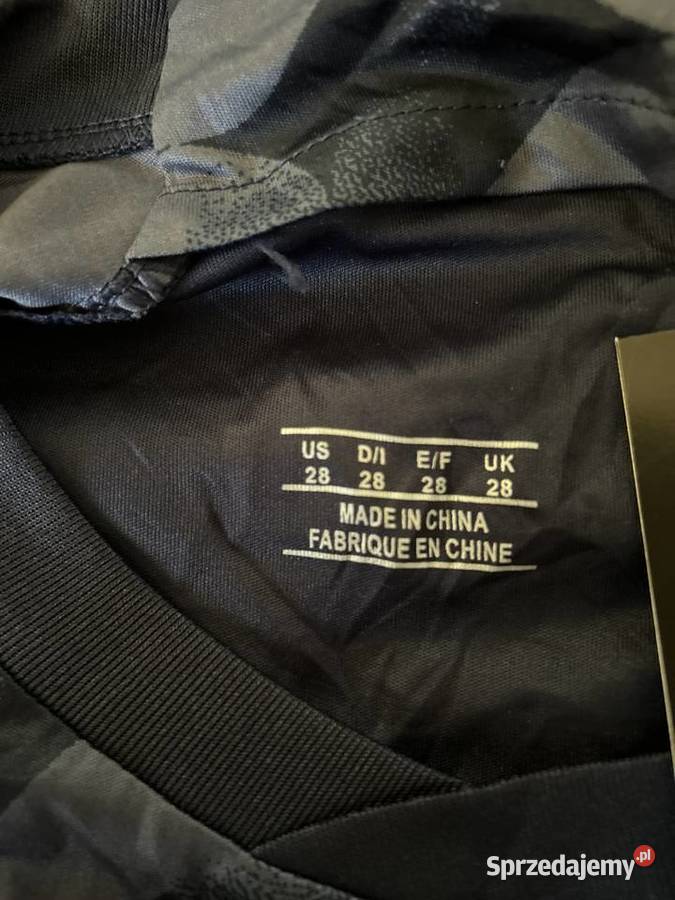 US D/I E/F UK
28 28 28 28
MADE IN CHINA
FABRIQUE EN CHINE
Sprzedajemy.pl